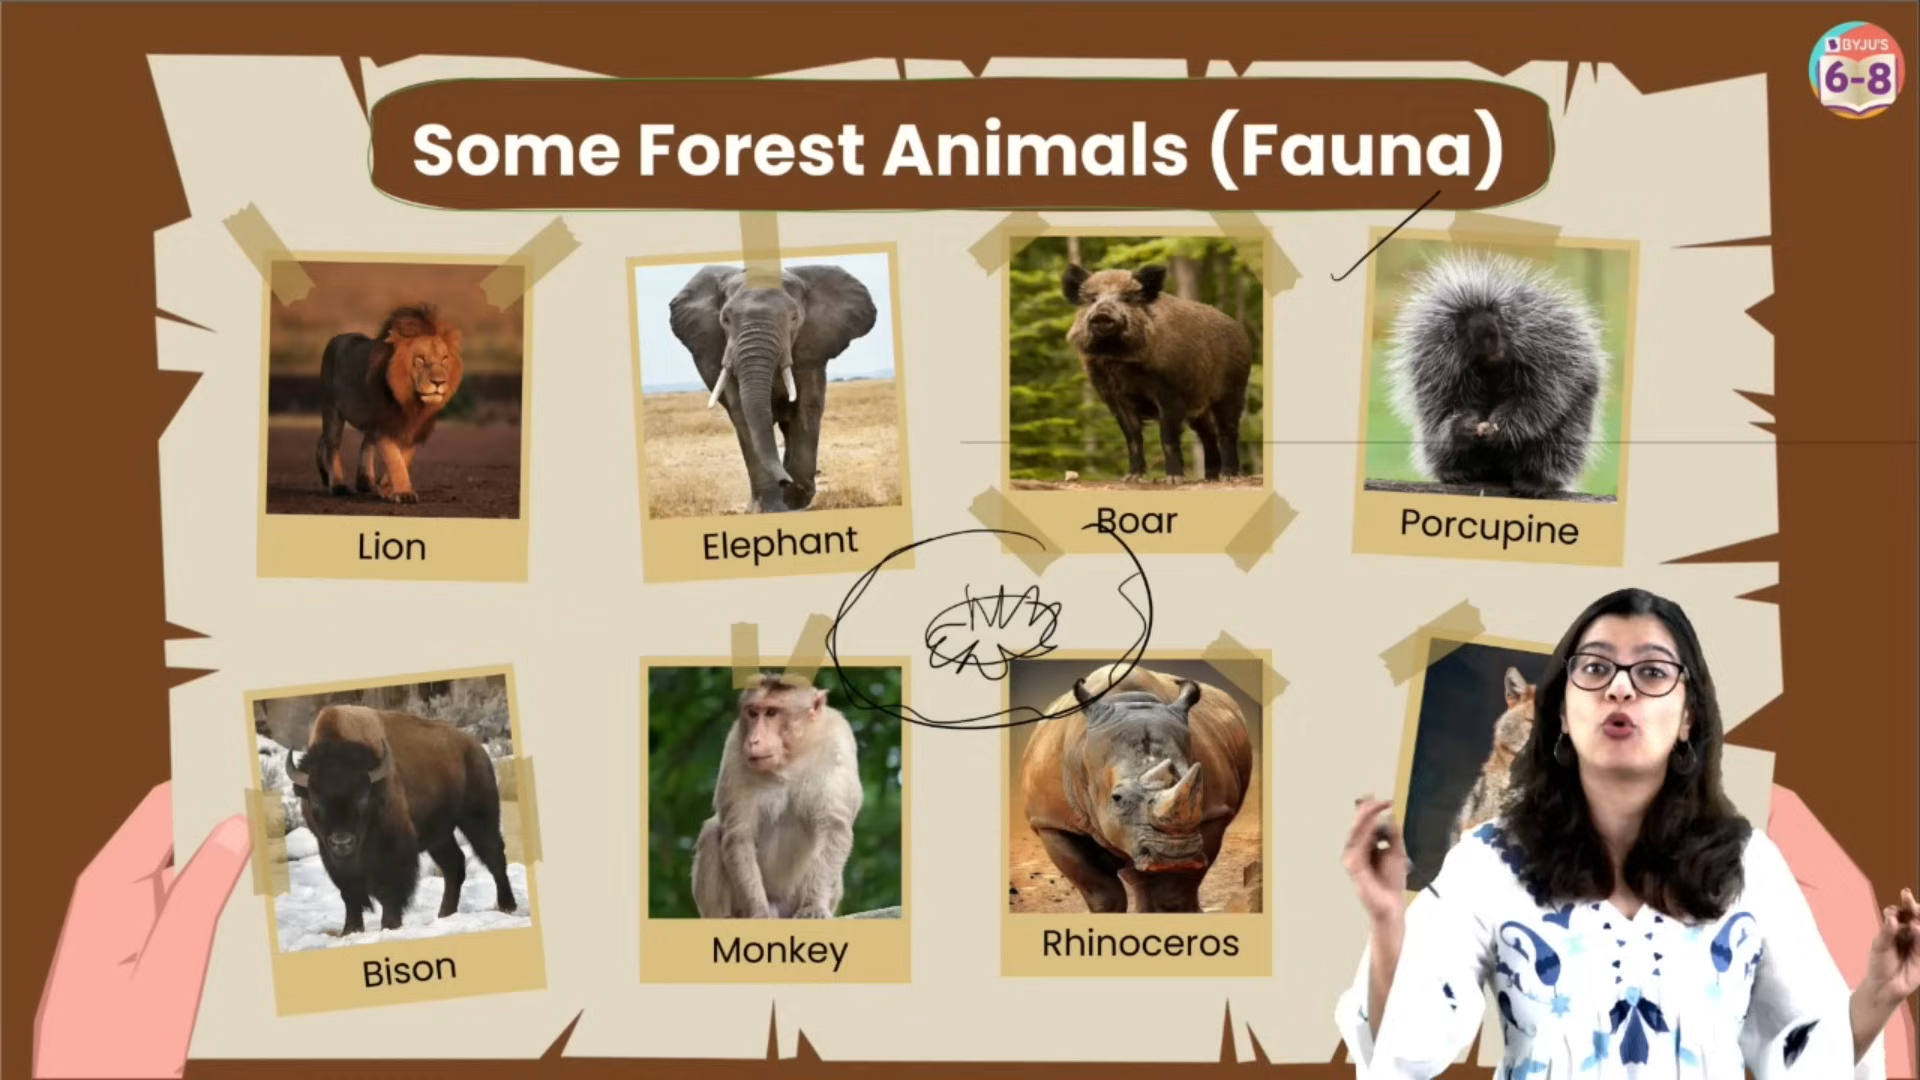 BYJU'S
6-8
Some Forest Animals (Fauna)
Lion
Elephant
Boar
Porcupine
Bison
Monkey
Rhinoceros